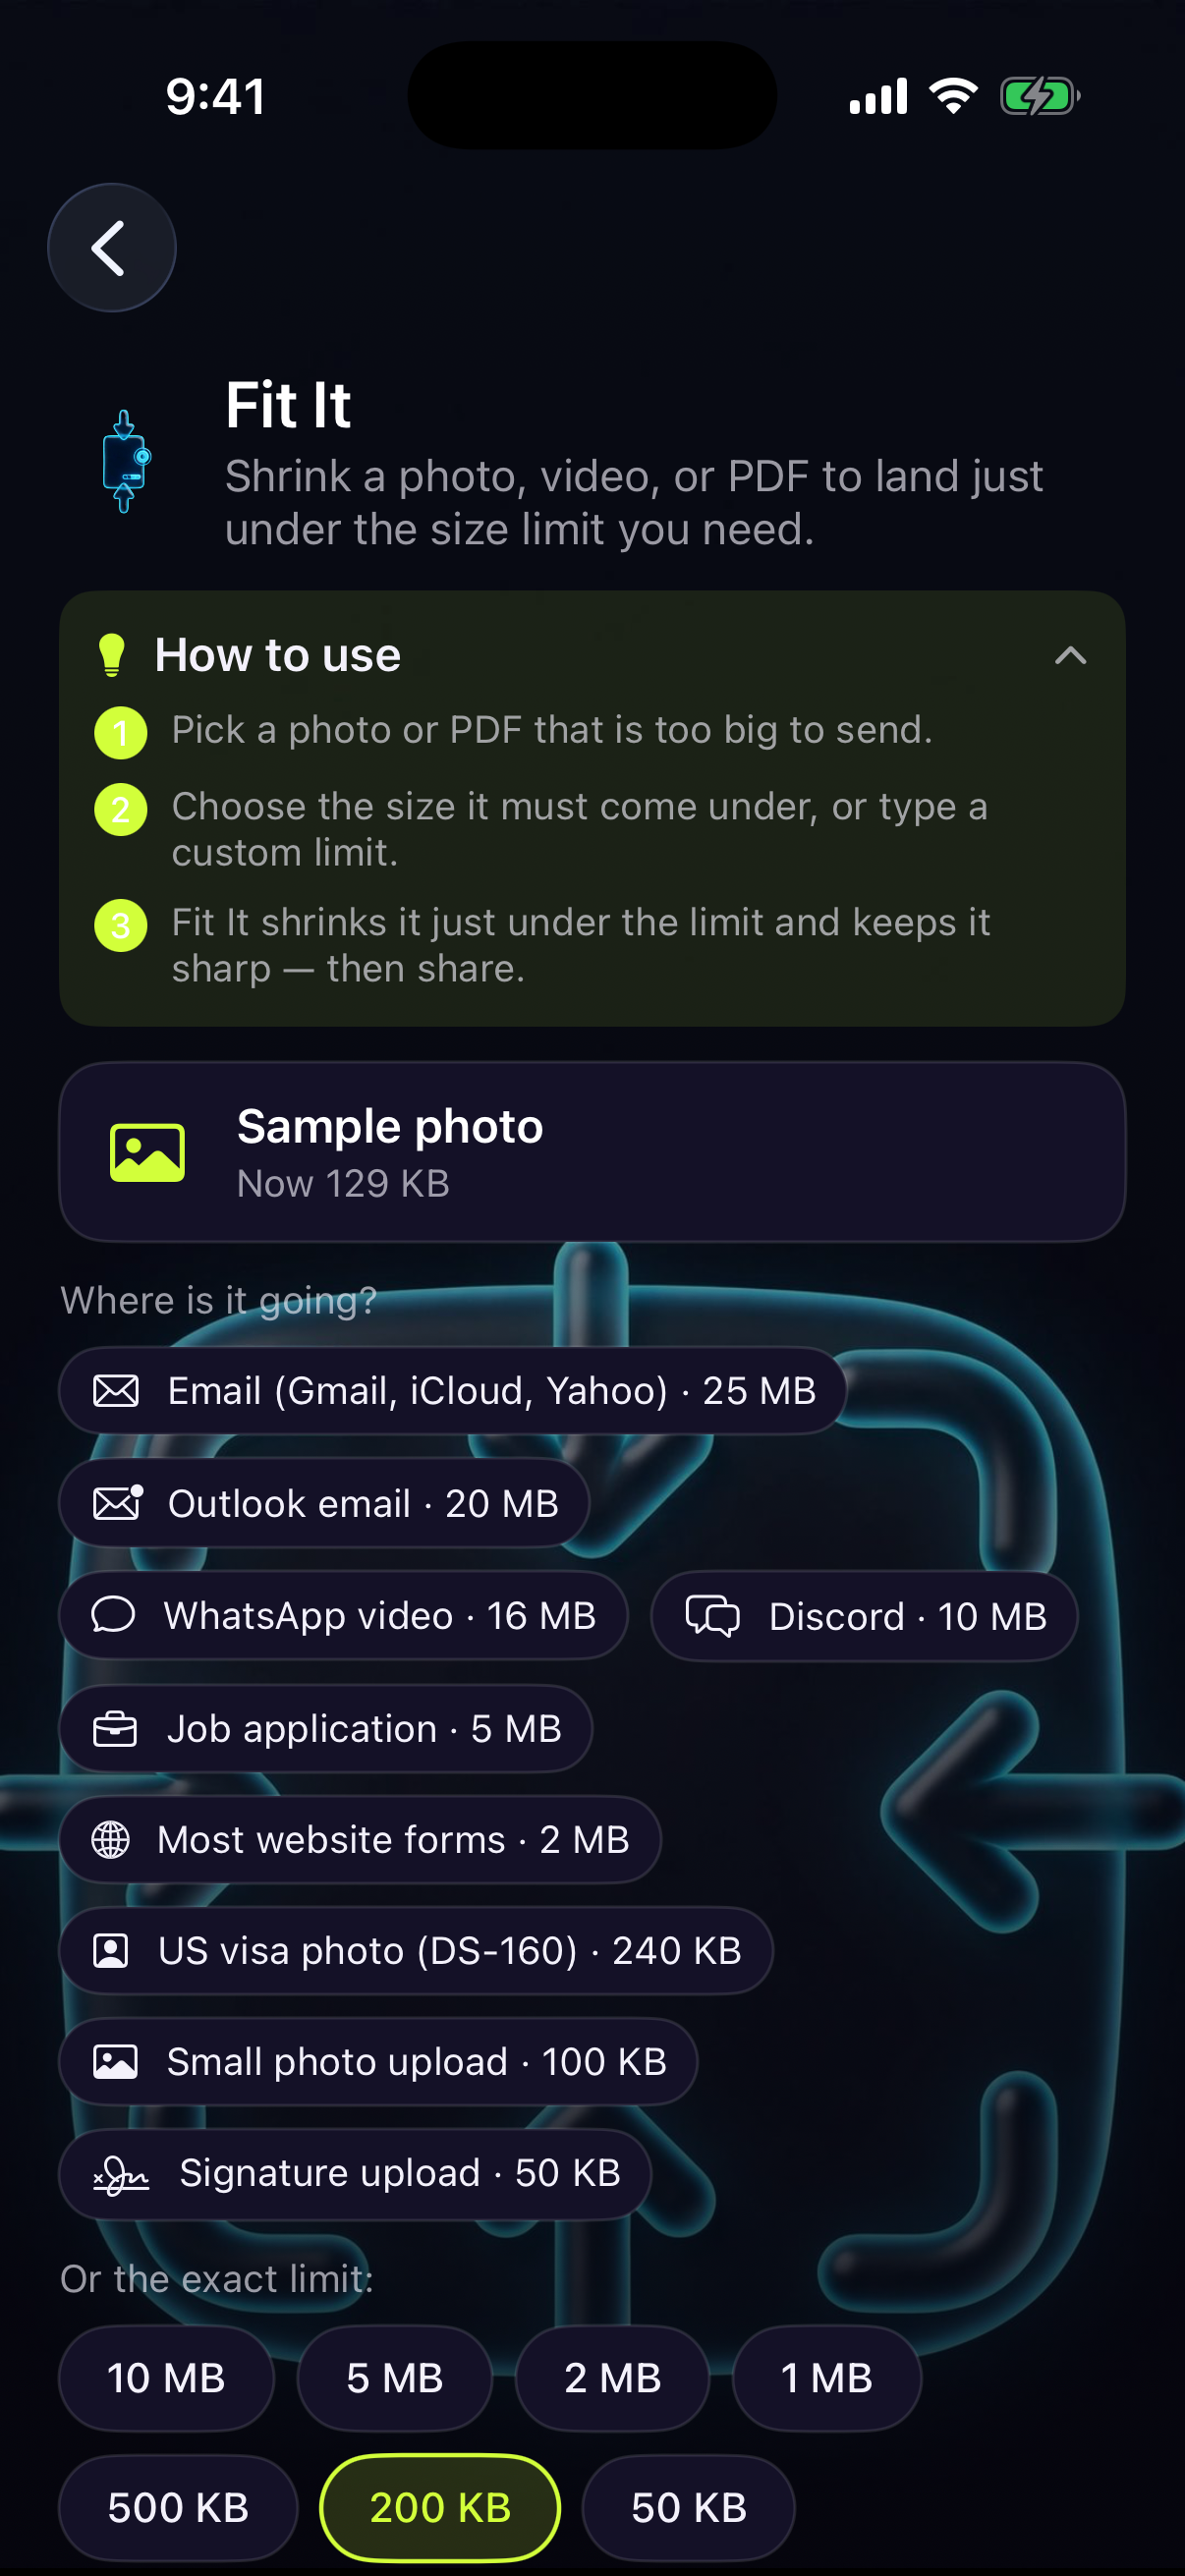 9:41
Fit It
Shrink a photo, video, or PDF to land just
under the size limit you need.
How to use
1 Pick a photo or PDF that is too big to send.
2 Choose the size it must come under, or type a
custom limit.
3 Fit It shrinks it just under the limit and keeps it
sharp — then share.
Sample photo
Now 129 KB
Where is it going?
Email (Gmail, iCloud, Yahoo) · 25 MB
Outlook email · 20 MB
WhatsApp video · 16 MB Discord · 10 MB
Job application · 5 MB
Most website forms · 2 MB
US visa photo (DS-160) · 240 KB
Small photo upload · 100 KB
Signature upload · 50 KB
Or the exact limit:
10 MB 5 MB 2 MB 1 MB
500 KB 200 KB 50 KB